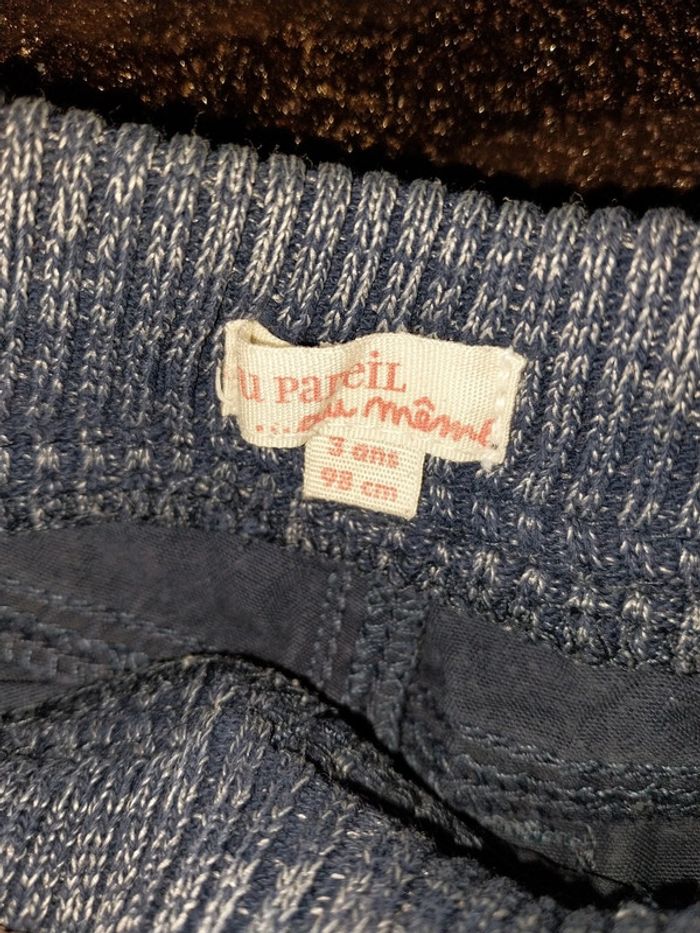 u PareiL
...au même
3 ans
98 cm